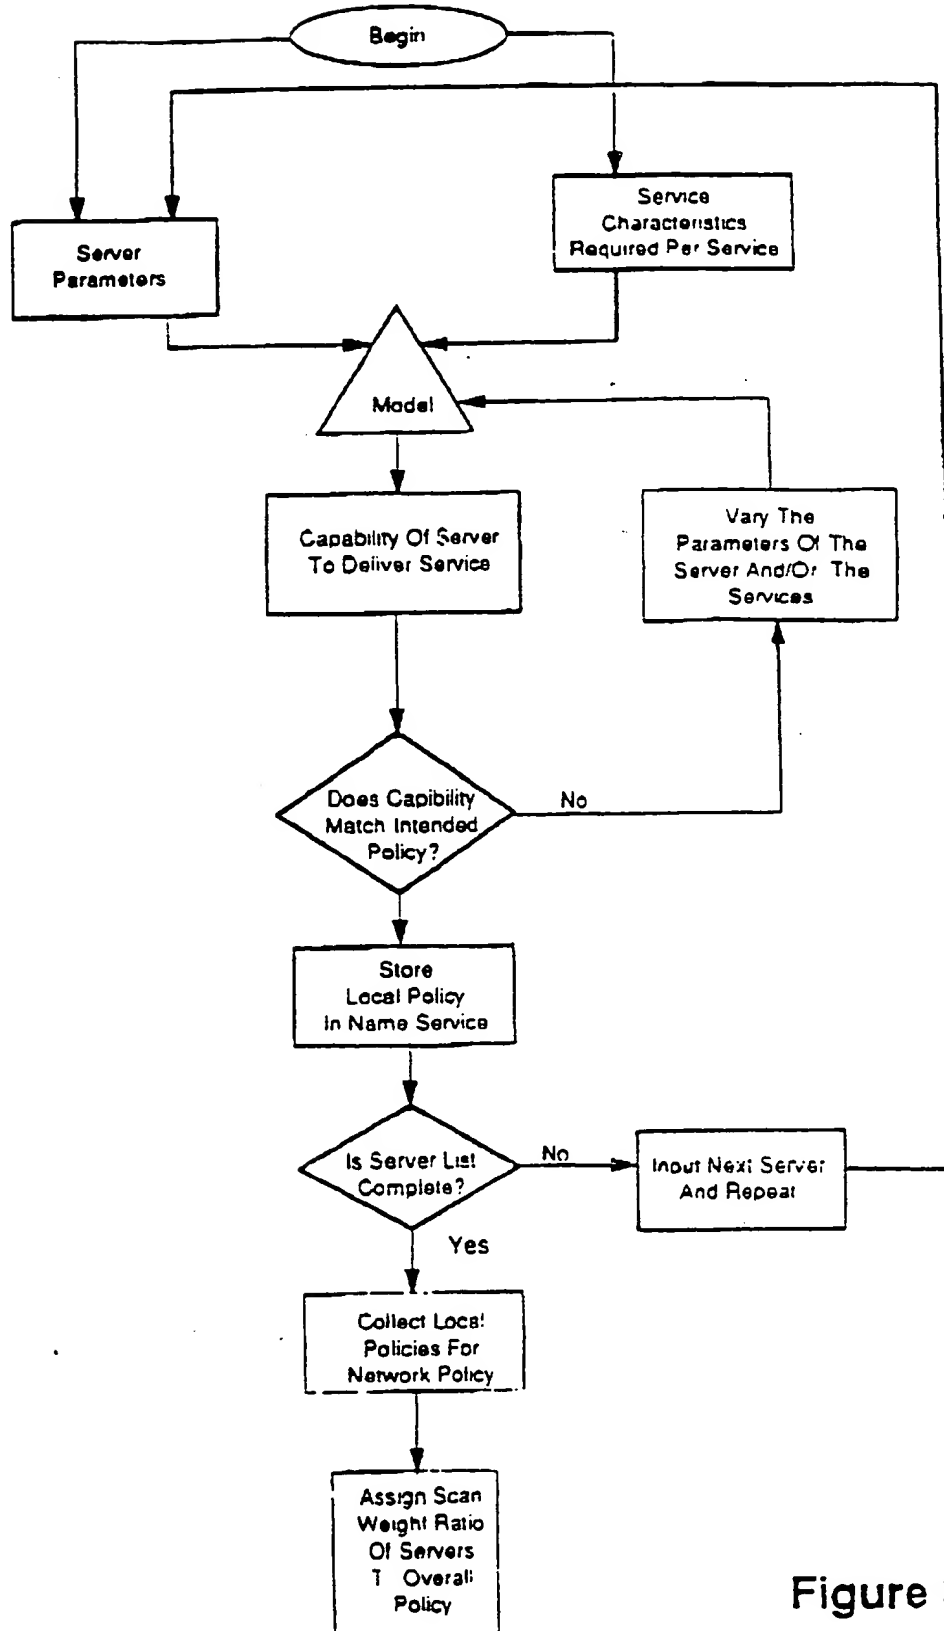 Begin
Service
Characteristics
Required Per Service
Server
Parameters
Model
Capability Of Server
To Deliver Service
Vary The
Parameters Of The
Server And/Or The
Services
Does Capibility
Match Intended
Policy?
No
Store
Local Policy
In Name Service
Is Server List
Complete?
No
Input Next Server
And Repeat
Yes
Collect Local
Policies For
Network Policy
Assign Scan
Weight Ratio
Of Servers
T Overall
Policy
Figure